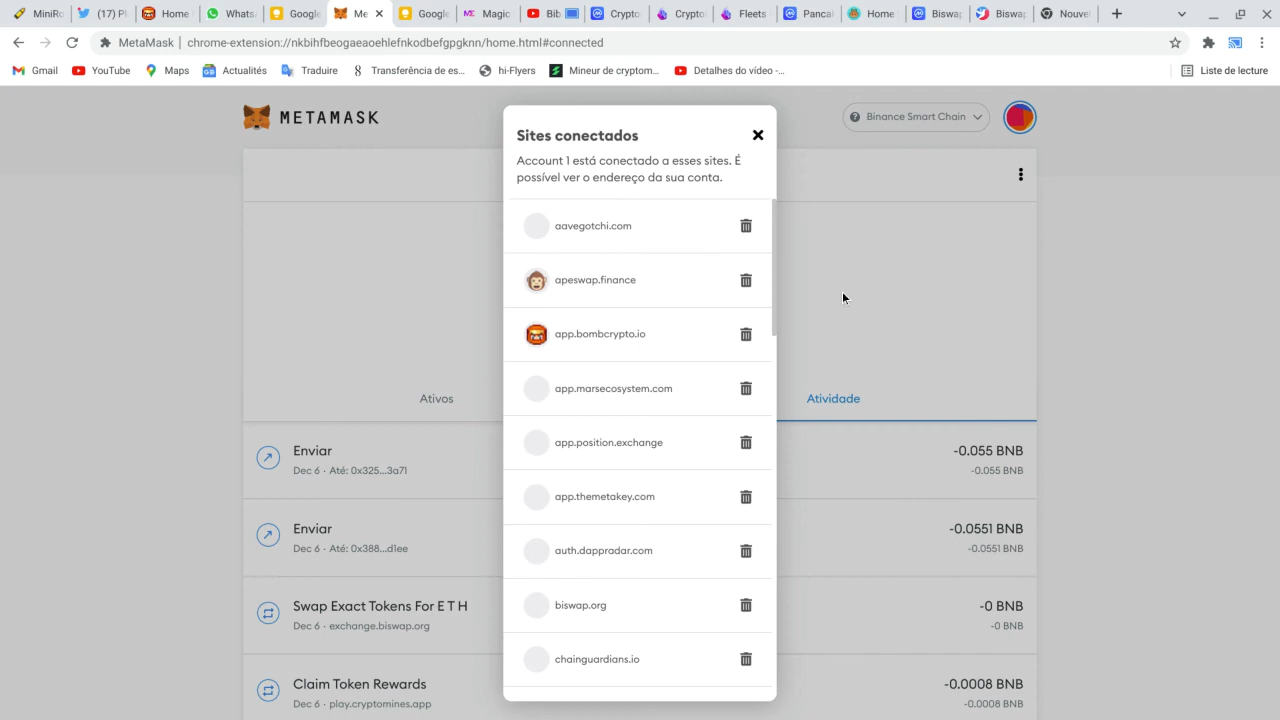 MiniRo
(17) P
Home
Whats
Google
Me
Google
Magic
Bib
Crypto
Crypto
Fleets
Panca
Home
Biswap
Biswap
Nouvel
MetaMask | chrome-extension://nkbihfbeogaeaoehlefnkodbefgpgknn/home.html#connected
Gmail
YouTube
Maps
Actualités
Traduire
Transferência de es...
hi-Flyers
Mineur de cryptom...
Detalhes do vídeo -...
Liste de lecture
METAMASK
Binance Smart Chain
Sites conectados
Account 1 está conectado a esses sites. É
possível ver o endereço da sua conta.
aavegotchi.com
apeswap.finance
app.bombcrypto.io
app.marsecosystem.com
app.position.exchange
app.themetakey.com
auth.dappradar.com
biswap.org
chainguardians.io
Ativos
Atividade
Enviar
-0.055 BNB
Dec 6 · Até: 0x325...3a71
-0.055 BNB
Enviar
-0.0551 BNB
Dec 6 · Até: 0x388...d1ee
-0.0551 BNB
Swap Exact Tokens For E T H
-0 BNB
Dec 6 · exchange.biswap.org
-0 BNB
Claim Token Rewards
-0.0008 BNB
Dec 6 · play.cryptomines.app
-0.0008 BNB